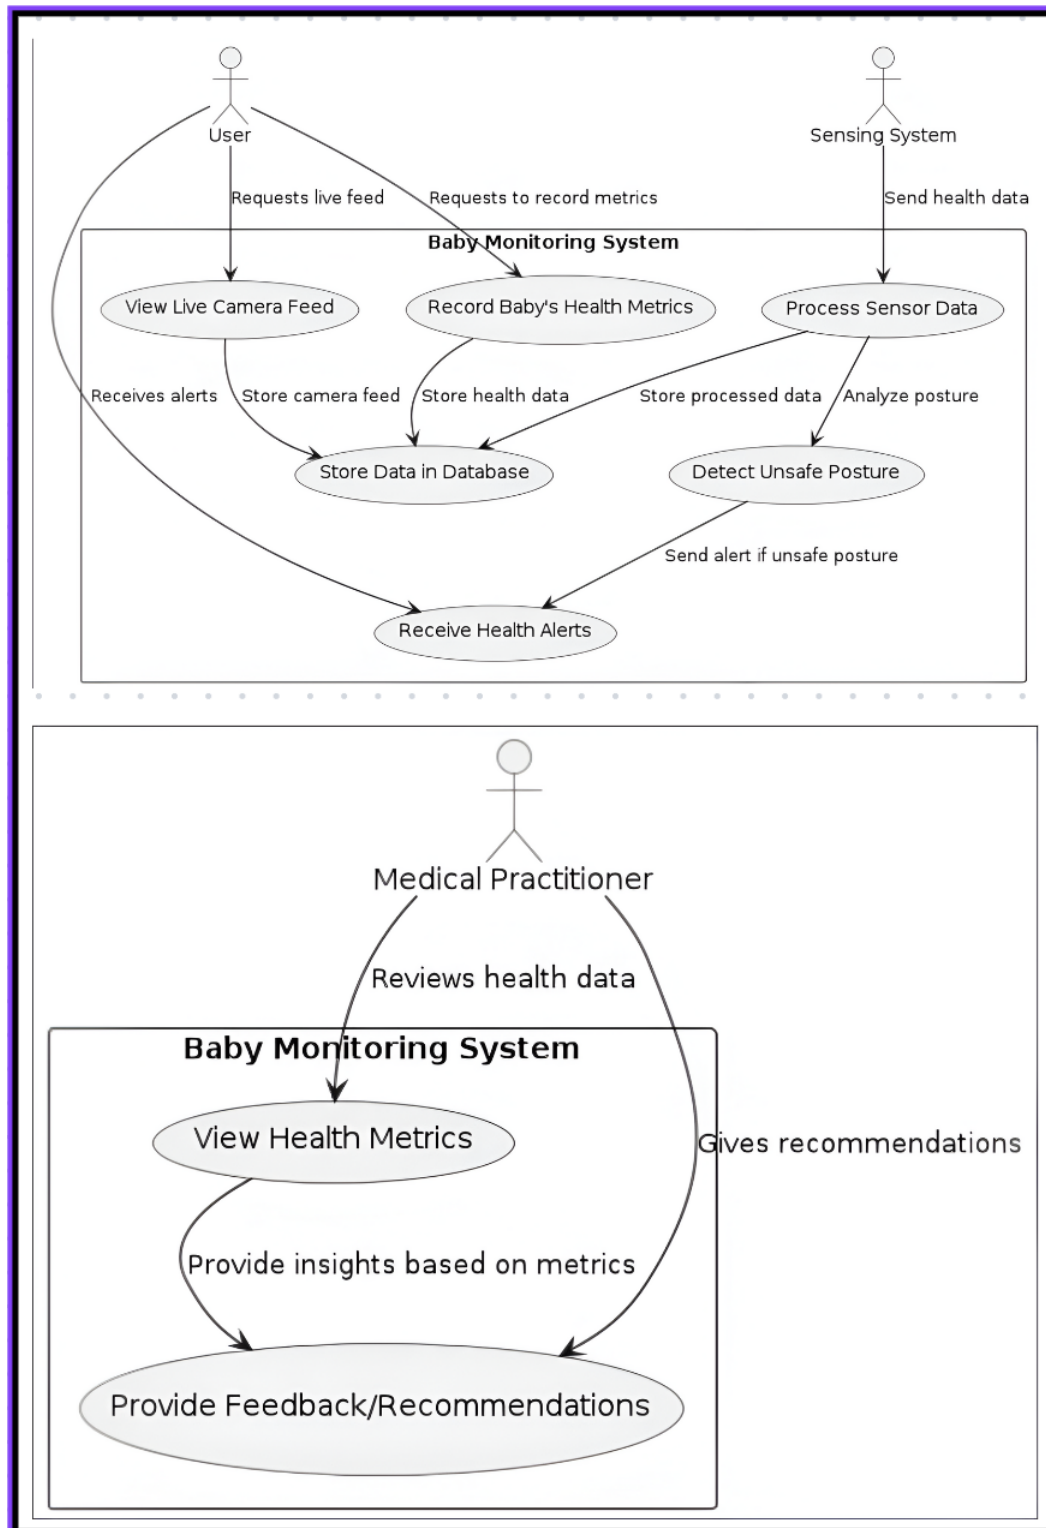 User
Sensing System
Requests live feed
Requests to record metrics
Send health data
Baby Monitoring System
View Live Camera Feed
Record Baby's Health Metrics
Process Sensor Data
Receives alerts
Store camera feed
Store health data
Store processed data
Analyze posture
Store Data in Database
Detect Unsafe Posture
Send alert if unsafe posture
Receive Health Alerts
Medical Practitioner
Reviews health data
Baby Monitoring System
View Health Metrics
Gives recommendations
Provide insights based on metrics
Provide Feedback/Recommendations